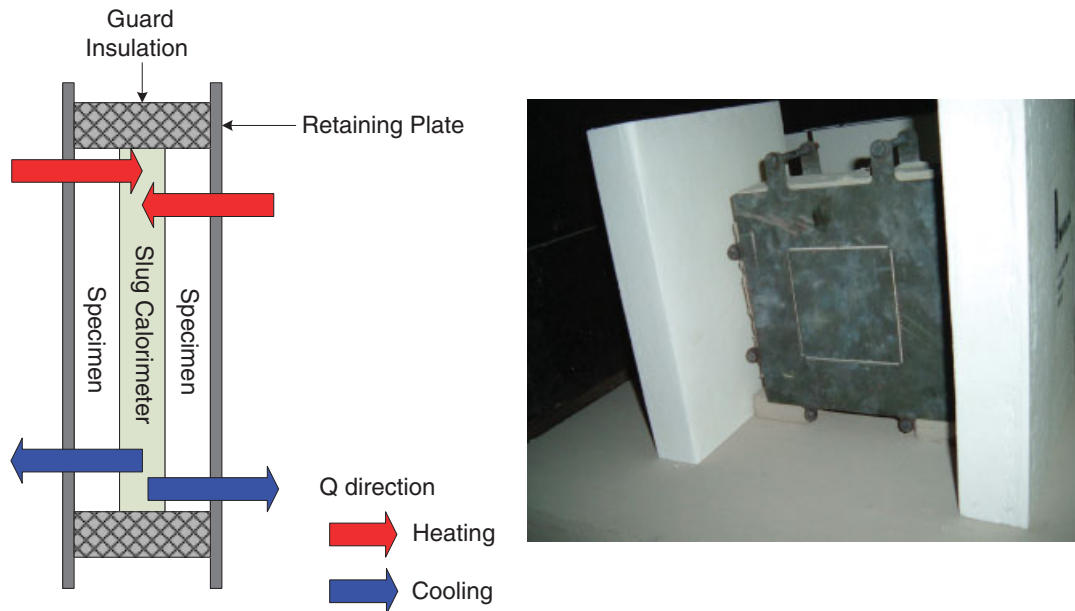 Guard
Insulation
Retaining Plate
Specimen
Slug Calorimeter
Specimen
Q direction
Heating
Cooling